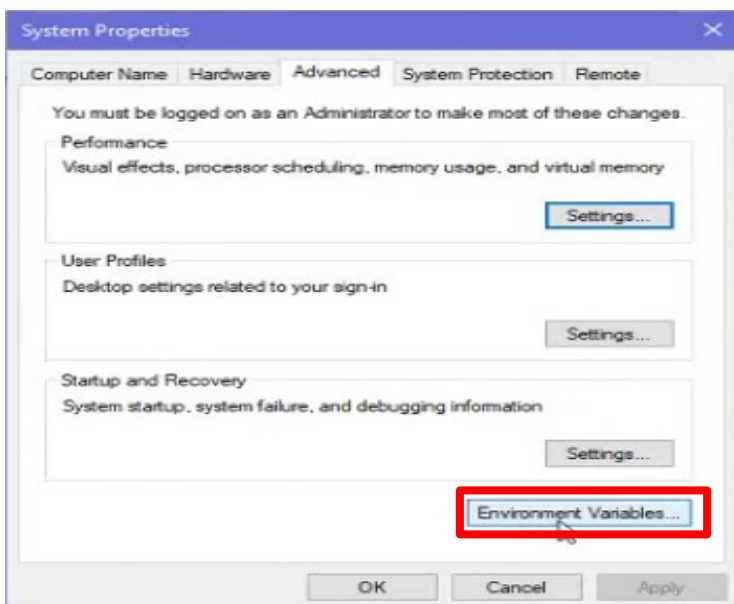 System Properties
Computer Name Hardware Advanced System Protection Remote
You must be logged on as an Administrator to make most of these changes.
Performance
Visual effects, processor scheduling, memory usage, and virtual memory
Settings...
User Profiles
Desktop settings related to your sign-in
Settings...
Startup and Recovery
System startup, system failure, and debugging information
Settings...
Environment Variables...
OK Cancel Apply